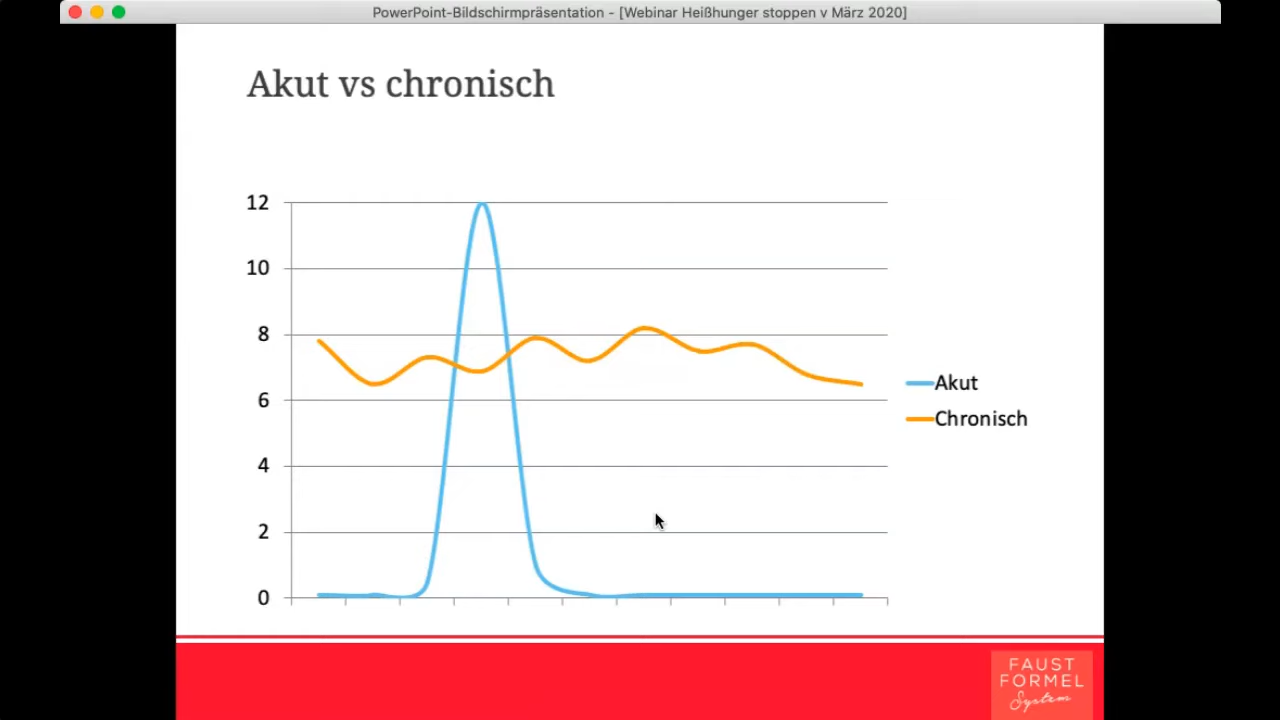 PowerPoint-Bildschirmpräsentation - [Webinar Heißhunger stoppen v März 2020]
Akut vs chronisch
12
10
8
6
4
2
0
Akut
Chronisch
FAUST
FORMEL
System